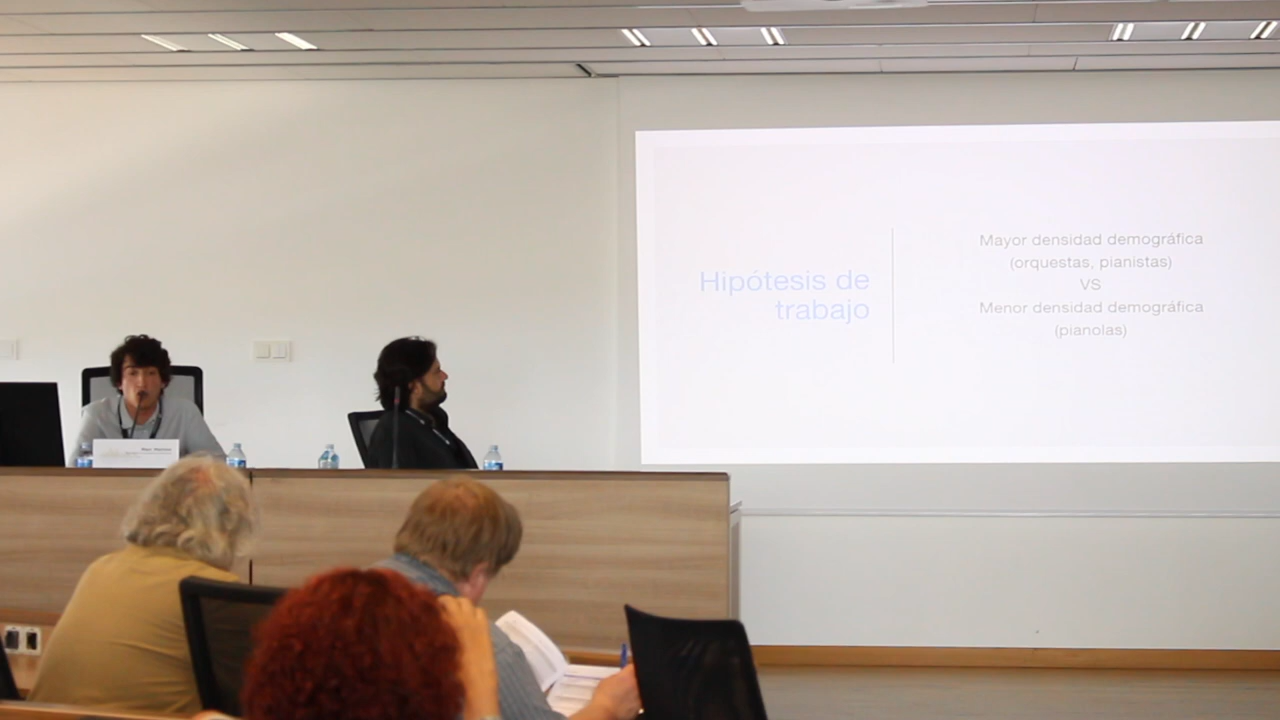 Hipótesis de
trabajo
Mayor densidad demográfica
(orquestas, pianistas)
VS
Menor densidad demográfica
(pianolas)